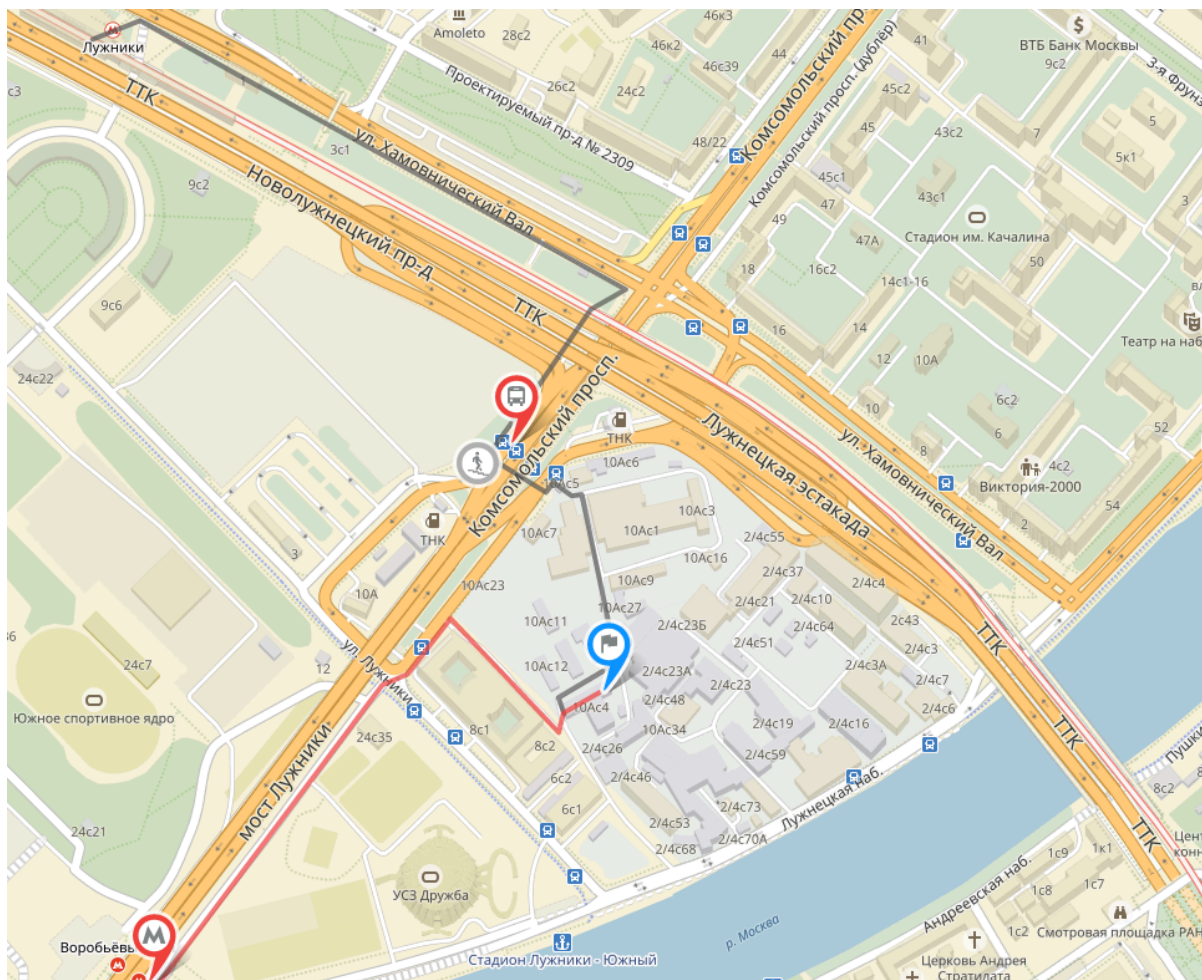 46к3
Amoleto
28с2
46к2
44
41
ВТБ Банк Москвы
9с2
3-я Фрунз
Лужники
1
ТТК
Проектируемый пр-д № 2309
26с2
24с2
46с39
Комсомольский пр
Комсомольский просп. (дублёр)
45с2
45
43с2
7
5
5к1
ул. Хамовнический Вал
3с1
48/22
45с1
43с1
3
9с2
Новолужнецкий пр-д
47
49
47А
Стадион им. Качалина
50
18
16с2
14с1-16
9с6
ТТК
16
14
12
10А
Театр на наб
24с22
Комсомольский просп.
10
6с2
6
8
52
ТНК
Лужнецкая эстакада
ул. Хамовнический Вал
4с2
Виктория-2000
54
2
10Ас6
10Ас5
10Ас3
10Ас1
10Ас7
ТНК
3
10Ас16
2/4с55
10Ас9
2/4с37
2/4с4
10А
10Ас23
10Ас27
2/4с21
2/4с10
10Ас11
2/4с23Б
2/4с64
2с43
ТТК
2/4с51
2/4с3
ул. Лужники
12
24с7
10Ас12
2/4с23А
2/4с3А
2/4с7
2/4с23
2/4с48
2/4с6
Южное спортивное ядро
10Ас4
8с1
24с35
10Ас34
2/4с19
2/4с16
ТТК
8с2
2/4с26
2/4с59
мост Лужники
6с2
2/4с46
8с2
6с1
2/4с73
Лужнецкая наб.
24с21
2/4с53
2/4с70А
2/4с68
ТТК
1с9
1к1
УСЗ Дружба
1с8
1с7
Андреевская наб.
1с2
Смотровая площадка РАН
Воробьёвы
р. Москва
Стадион Лужники - Южный
Церковь Андрея
Стратилата